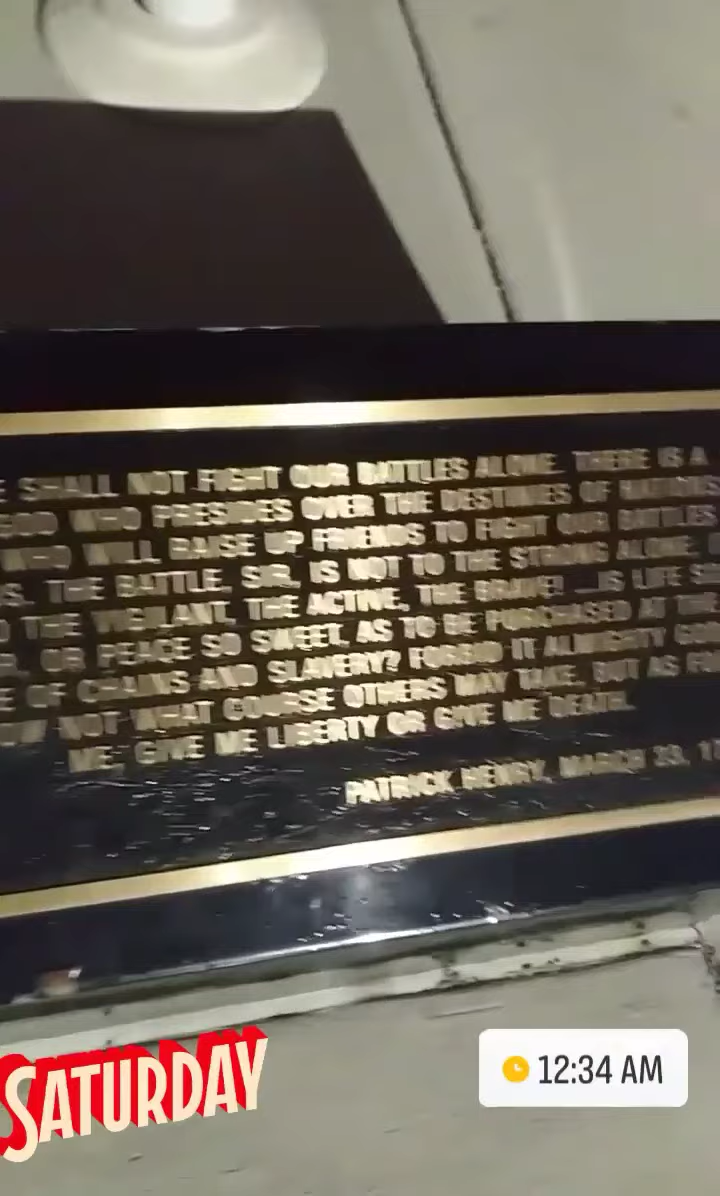 E SHALL NOT FIGHT OUR BATTLES ALONE. THERE IS A
GOD WHO PRESIDES OVER THE DESTINIES OF NATIONS
WHO WILL RAISE UP FRIENDS TO FIGHT OUR BATTLES
S. THE BATTLE, SIR, IS NOT TO THE STRONG ALONE.
THE VIGILANT, THE ACTIVE, THE BRAVE! ...IS LIFE SO
R, OR PEACE SO SWEET, AS TO BE PURCHASED AT THE
E OF CHAINS AND SLAVERY? FORBID IT ALMIGHTY
OW NOT WHAT COURSE OTHERS MAY TAKE, BUT AS FOR
ME; GIVE ME LIBERTY OR GIVE ME DEATH.
PATRICK HENRY, MARCH 23, 1
SATURDAY
12:34 AM